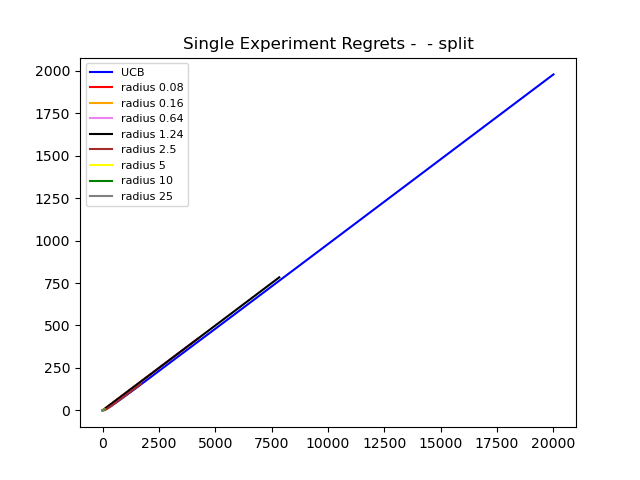 Single Experiment Regrets -  - split
UCB
radius 0.08
radius 0.16
radius 0.64
radius 1.24
radius 2.5
radius 5
radius 10
radius 25
2000
1750
1500
1250
1000
750
500
250
0
0 2500 5000 7500 10000 12500 15000 17500 20000